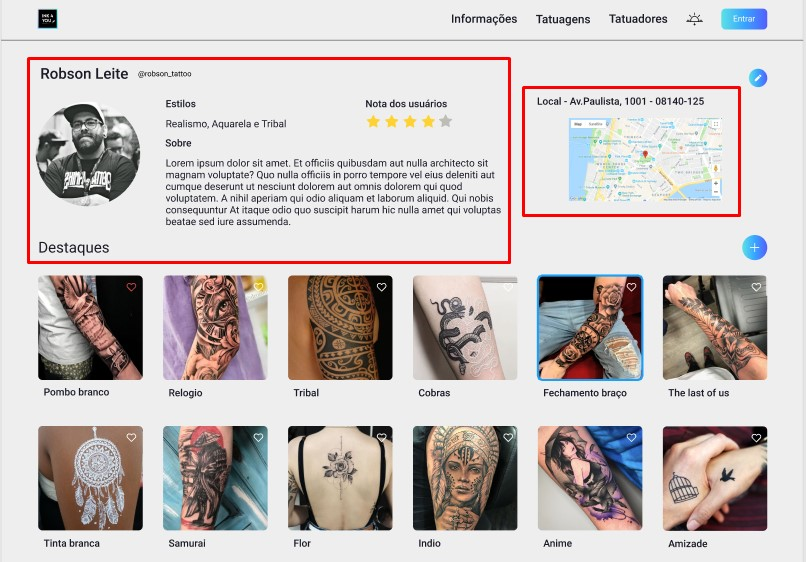 INK 4
YOU
Informações Tatuagens Tatuadores Entrar
Robson Leite @robson_tattoo
Estilos
Realismo, Aquarela e Tribal
Nota dos usuários
Sobre
Lorem ipsum dolor sit amet. Et officiis quibusdam aut nulla architecto sit
magnam voluptate? Quo nulla officiis in porro tempore vel eius deleniti aut
cumque deserunt ut nesciunt dolorem aut omnis dolorem qui quod
voluptatem. A nihil aperiam qui odio aliquam et laborum aliquid. Qui nobis
consequuntur At itaque odio quo suscipit harum hic nulla amet qui voluptas
beatae sed iure assumenda.
Local - Av.Paulista, 1001 - 08140-125
Map
Destaques
Pombo branco Relogio Tribal Cobras Fechamento braço The last of us
Tinta branca Samurai Flor Indio Anime Amizade